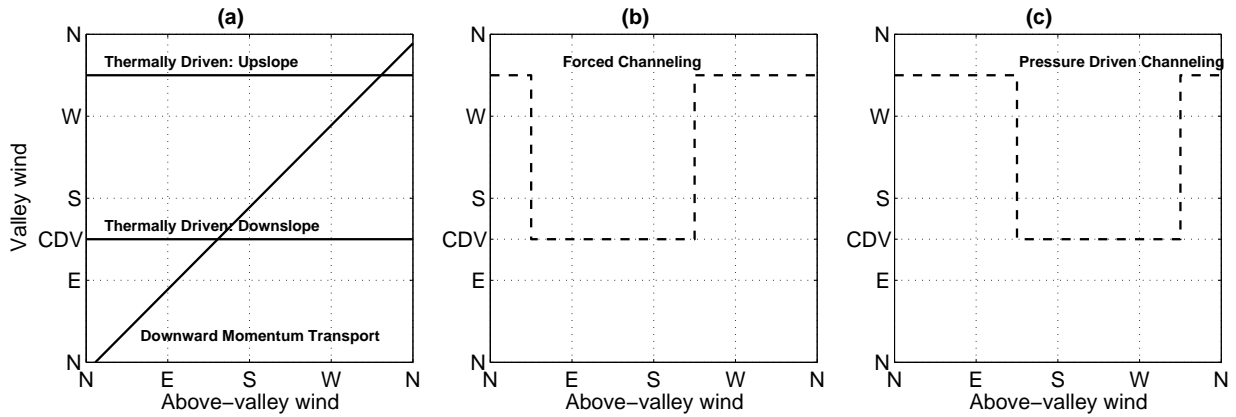 (a)
N
Thermally Driven: Upslope
W
S
Thermally Driven: Downslope
CDV
E
Downward Momentum Transport
N
N E S W N
Above−valley wind
Valley wind
(b)
N
Forced Channeling
W
S
CDV
E
N
N E S W N
Above−valley wind
(c)
N
Pressure Driven Channeling
W
S
CDV
E
N
N E S W N
Above−valley wind